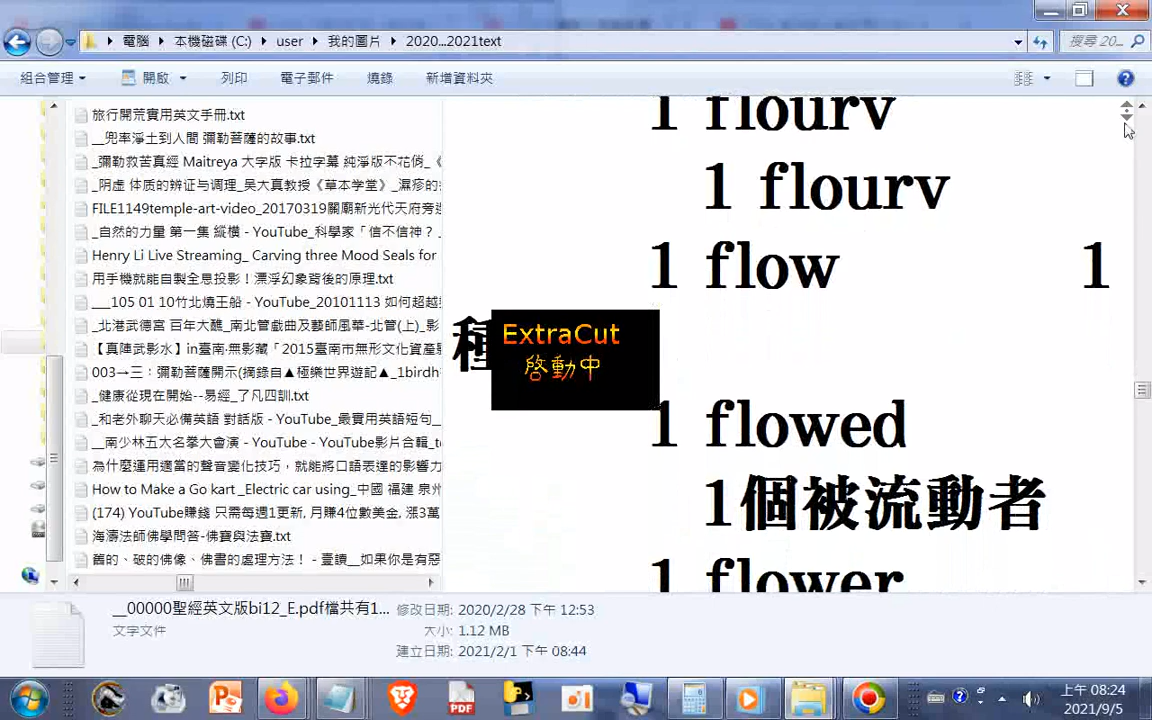 電腦 本機磁碟 (C:) user 我的圖片 2020...2021text 搜尋 20...
組合管理 開啟 列印 電子郵件 燒錄 新增資料夾
旅行開荒實用英文手冊.txt
__兜率淨土到人間 彌勒菩薩的故事.txt
_彌勒救苦真經 Maitreya 大字版 卡拉字幕 純淨版不花俏_《
_阴虚 体质的辨证与调理_吴大真教授《草本学堂》_濕疹的
FILE1149temple-art-video_20170319關廟新光代天府旁
_自然的力量 第一集 縱橫 - YouTube_科學家「信不信神？
Henry Li Live Streaming_ Carving three Mood Seals for
用手機就能自製全息投影！漂浮幻象背後的原理.txt
___105 01 10竹北燒王船 - YouTube_20101113 如何超越
_北港武德宮 百年大醮_南北管戲曲及藝師風華-北管(上)_影
【真陣武影水】in臺南·無影藏「2015臺南市無形文化資產
003→三：彌勒菩薩開示(摘錄自▲極樂世界遊記▲_1birdh
_健康從現在開始--易經_了凡四訓.txt
_和老外聊天必備英語 對話版 - YouTube_最實用英語短句
__南少林五大名拳大會演 - YouTube - YouTube影片合輯_t
為什麼運用適當的聲音變化技巧，就能將口語表達的影響力
How to Make a Go kart _Electric car using_中國 福建 泉州
(174) YouTube賺錢 只需每週1更新, 月賺4位數美金, 漲3萬
海濤法師佛學問答-佛寶與法寶.txt
舊的、破的佛像、佛書的處理方法！ - 壹讀__如果你是有惡
1 flourv
1 flourv
1 flow 1
種
ExtraCut
啓動中
1 flowed
1個被流動者
1 flower
__00000聖經英文版bi12_E.pdf檔共有1... 修改日期: 2020/2/28 下午 12:53
文字文件 大小: 1.12 MB
建立日期: 2021/2/1 下午 08:44
上午 08:24
2021/9/5